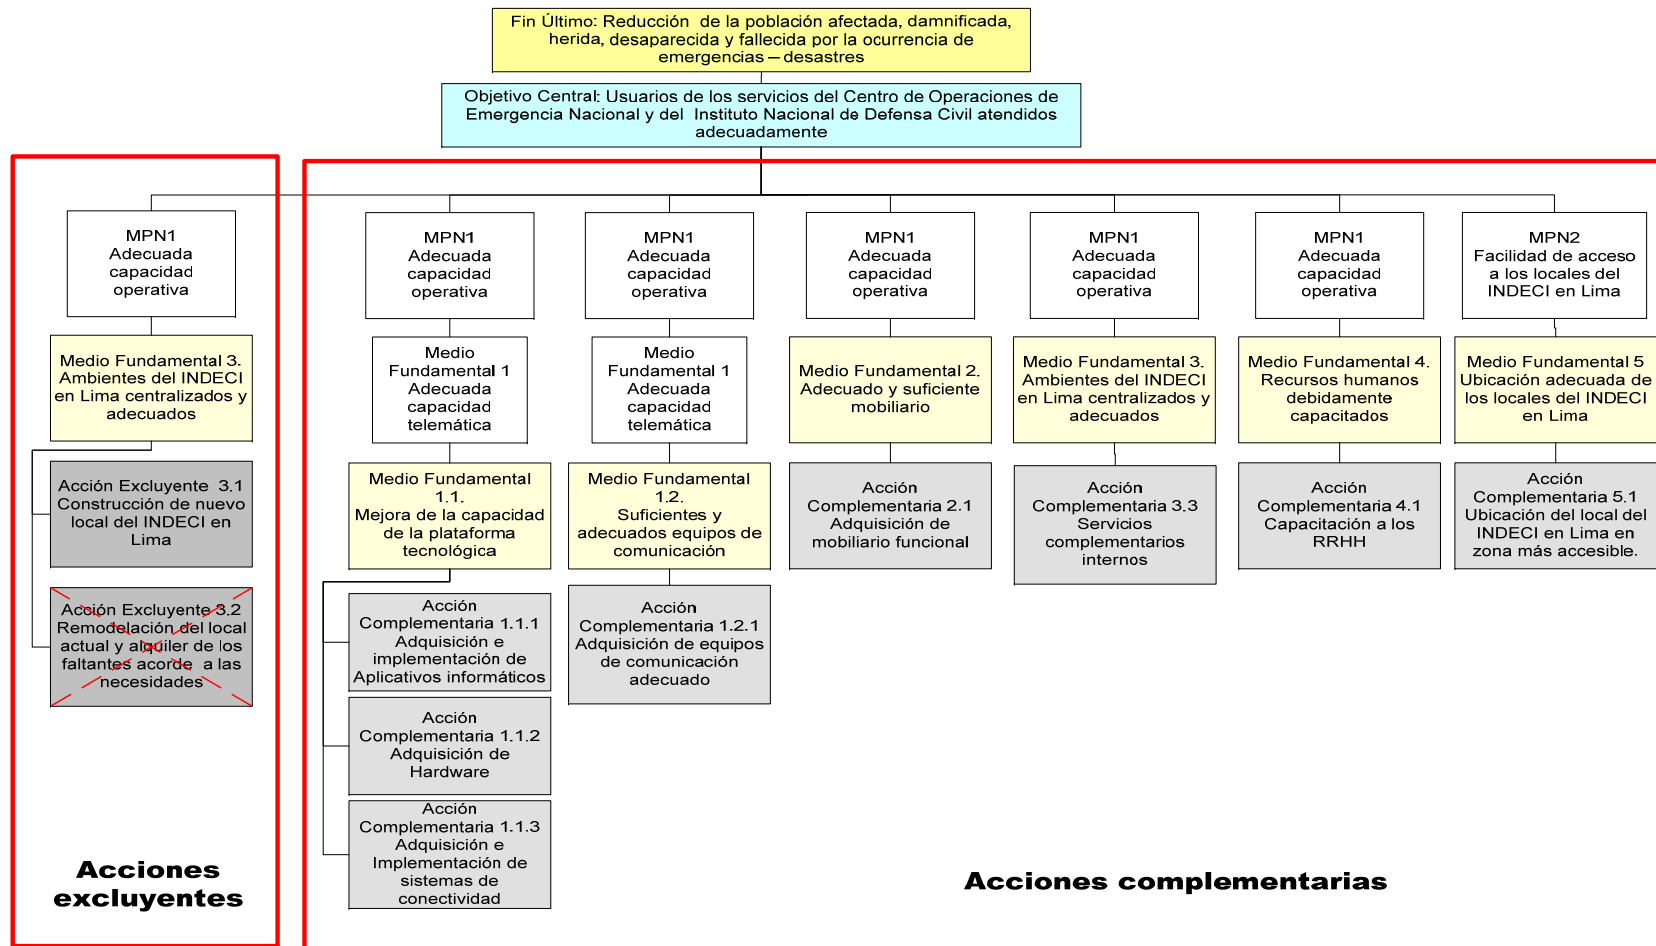 Fin Último: Reducción de la población afectada, damnificada,
herida, desaparecida y fallecida por la ocurrencia de
emergencias – desastres
Objetivo Central: Usuarios de los servicios del Centro de Operaciones de
Emergencia Nacional y del Instituto Nacional de Defensa Civil atendidos
adecuadamente
MPN1
Adecuada
capacidad
operativa
Medio Fundamental 3.
Ambientes del INDECI
en Lima centralizados y
adecuados
Acción Excluyente 3.1
Construcción de nuevo
local del INDECI en
Lima
Acción Excluyente 3.2
Remodelación del local
actual y alquiler de los
faltantes acorde a las
necesidades
Acciones
excluyentes
MPN1
Adecuada
capacidad
operativa
Medio
Fundamental 1
Adecuada
capacidad
telemática
Medio Fundamental
1.1.
Mejora de la capacidad
de la plataforma
tecnológica
Acción
Complementaria 1.1.1
Adquisición e
implementación de
Aplicativos informáticos
Acción
Complementaria 1.1.2
Adquisición de
Hardware
Acción
Complementaria 1.1.3
Adquisición e
Implementación de
sistemas de
conectividad
MPN1
Adecuada
capacidad
operativa
Medio
Fundamental 1
Adecuada
capacidad
telemática
Medio Fundamental
1.2.
Suficientes y
adecuados equipos de
comunicación
Acción
Complementaria 1.2.1
Adquisición de equipos
de comunicación
adecuado
MPN1
Adecuada
capacidad
operativa
Medio Fundamental 2.
Adecuado y suficiente
mobiliario
Acción
Complementaria 2.1
Adquisición de
mobiliario funcional
MPN1
Adecuada
capacidad
operativa
Medio Fundamental 3.
Ambientes del INDECI
en Lima centralizados y
adecuados
Acción
Complementaria 3.3
Servicios
complementarios
internos
MPN1
Adecuada
capacidad
operativa
Medio Fundamental 4.
Recursos humanos
debidamente
capacitados
Acción
Complementaria 4.1
Capacitación a los
RRHH
MPN2
Facilidad de acceso
a los locales del
INDECI en Lima
Medio Fundamental 5
Ubicación adecuada de
los locales del INDECI
en Lima
Acción
Complementaria 5.1
Ubicación del local del
INDECI en Lima en
zona más accesible.
Acciones complementarias